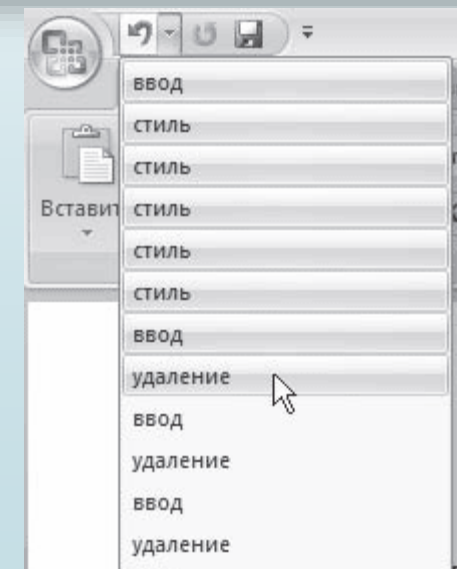 ввод
стиль
стиль
Вставит
стиль
стиль
стиль
ввод
удаление
ввод
удаление
ввод
удаление